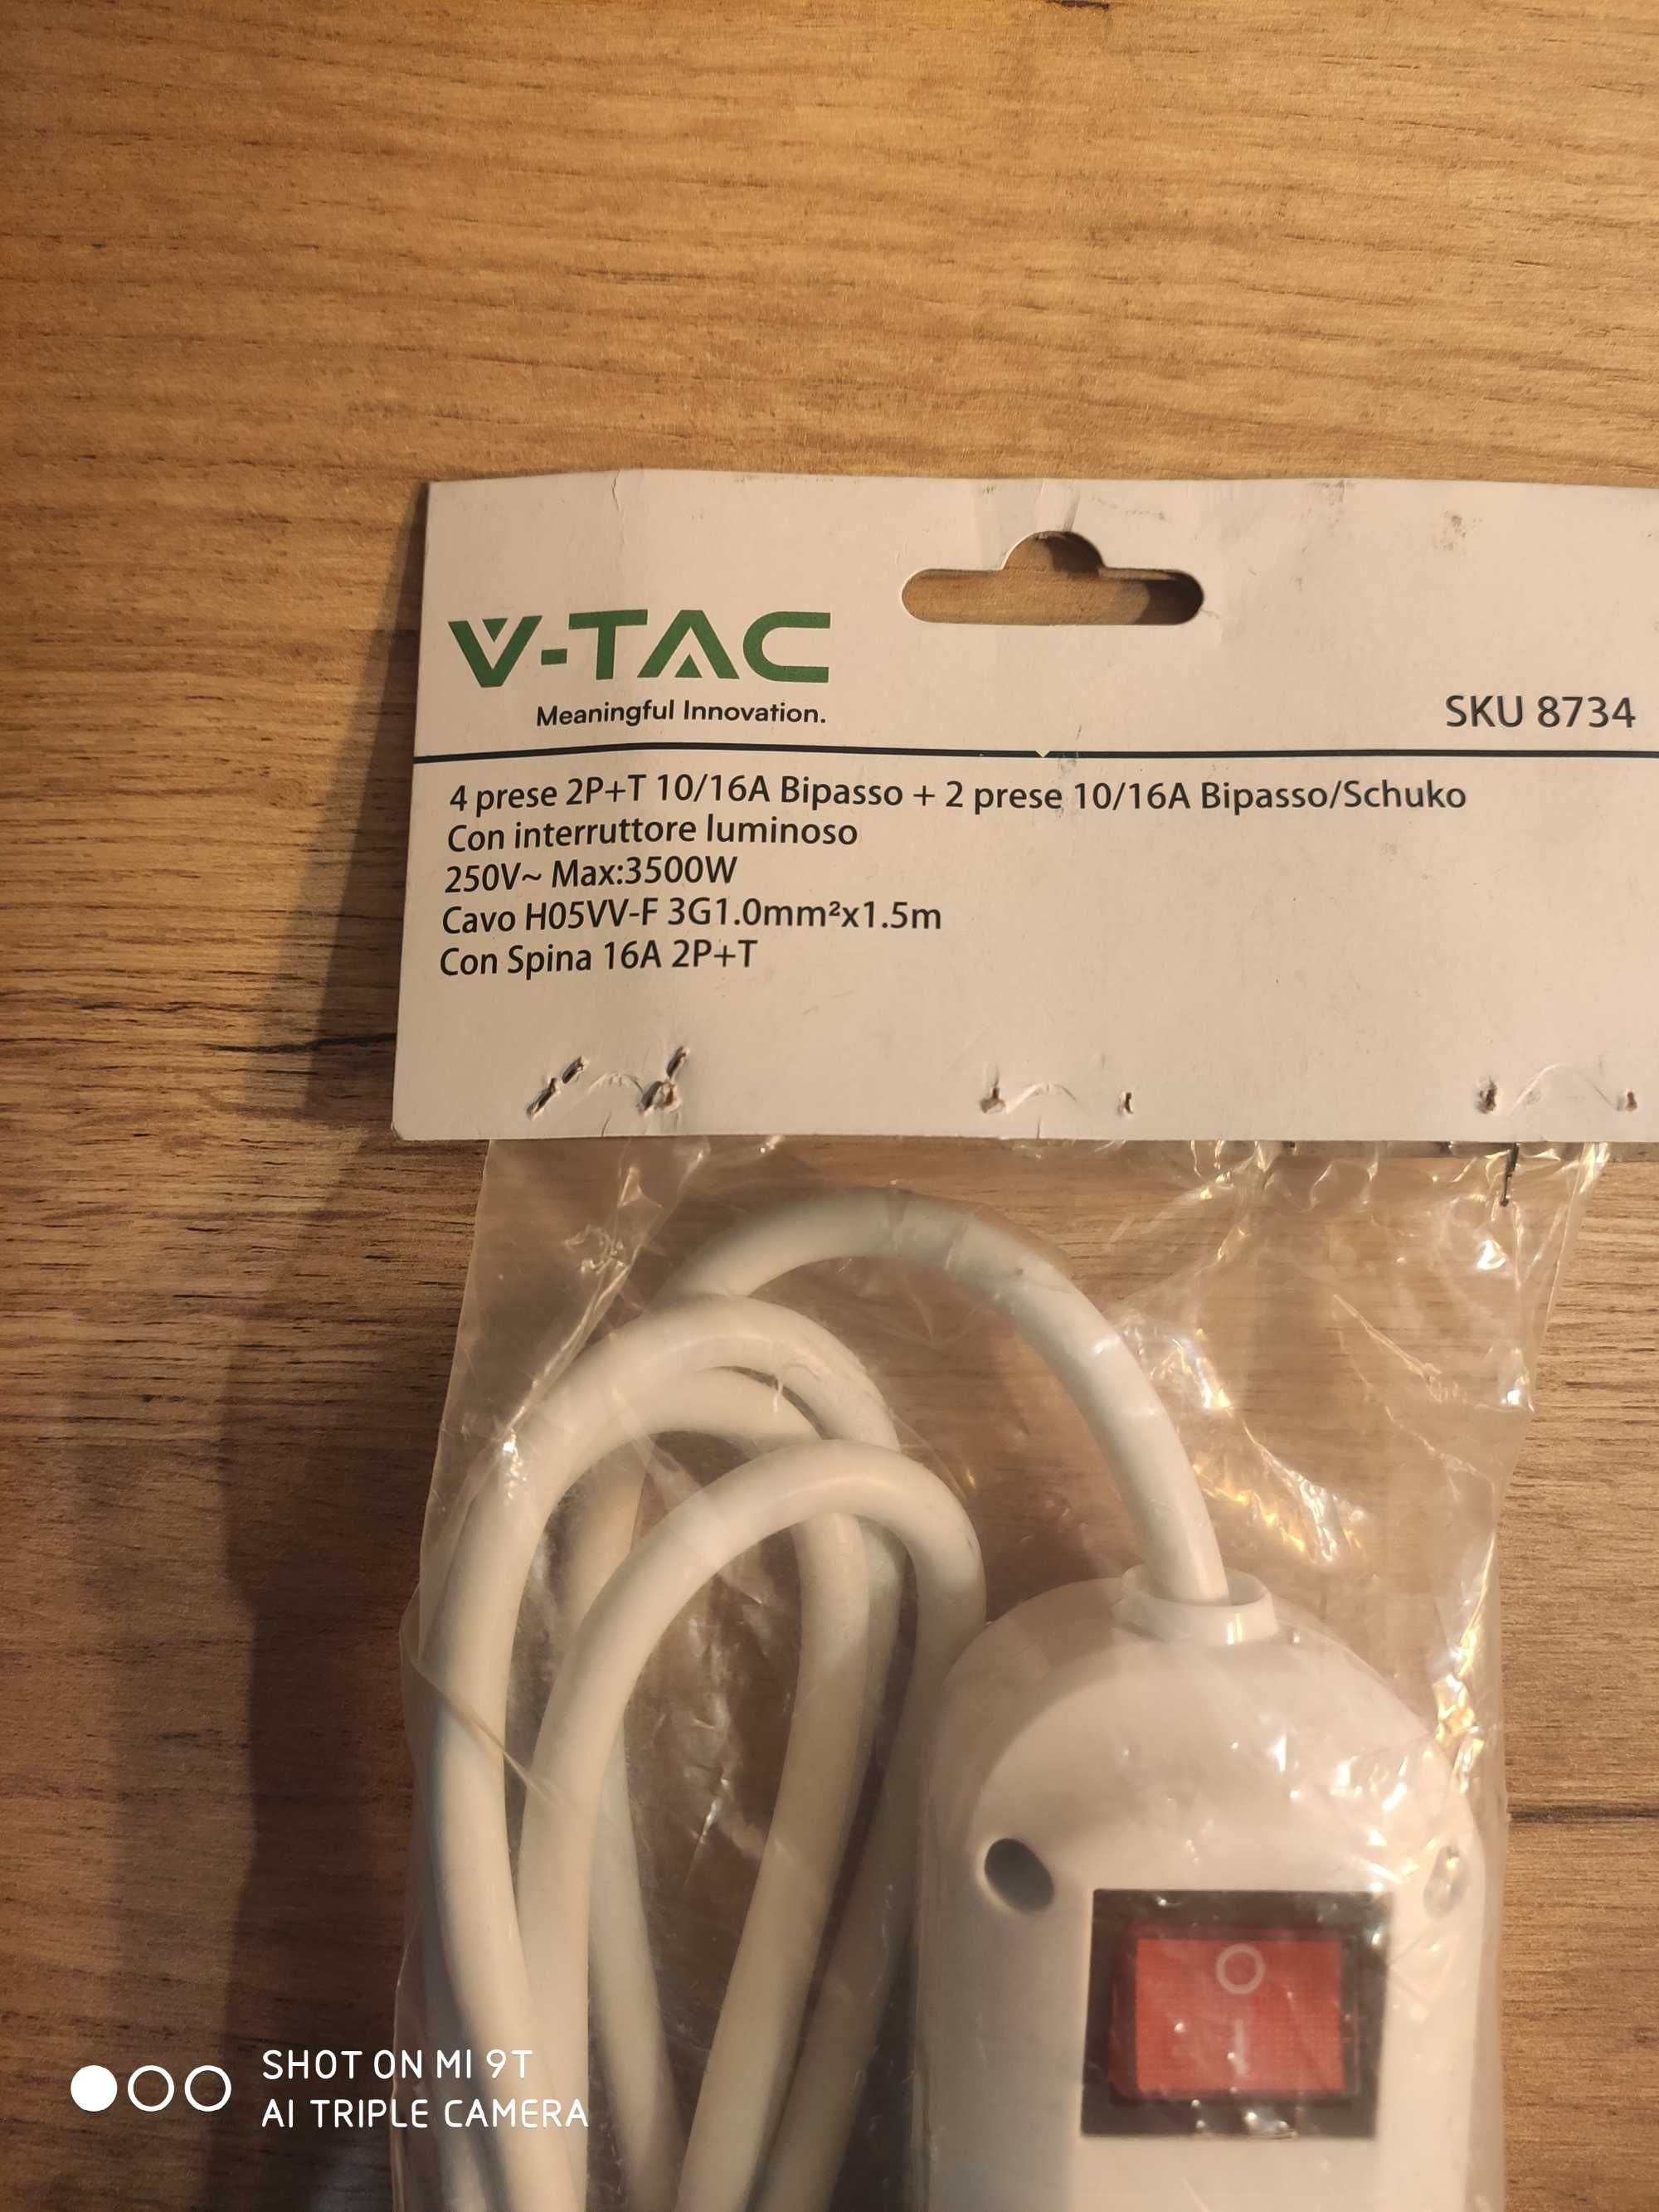 V-TAC
Meaningful Innovation.
SKU 8734
4 prese 2P+T 10/16A Bipasso + 2 prese 10/16A Bipasso/Schuko
Con interruttore luminoso
250V~ Max:3500W
Cavo H05VV-F 3G1.0mm²x1.5m
Con Spina 16A 2P+T
O
I
SHOT ON MI 9T
AI TRIPLE CAMERA